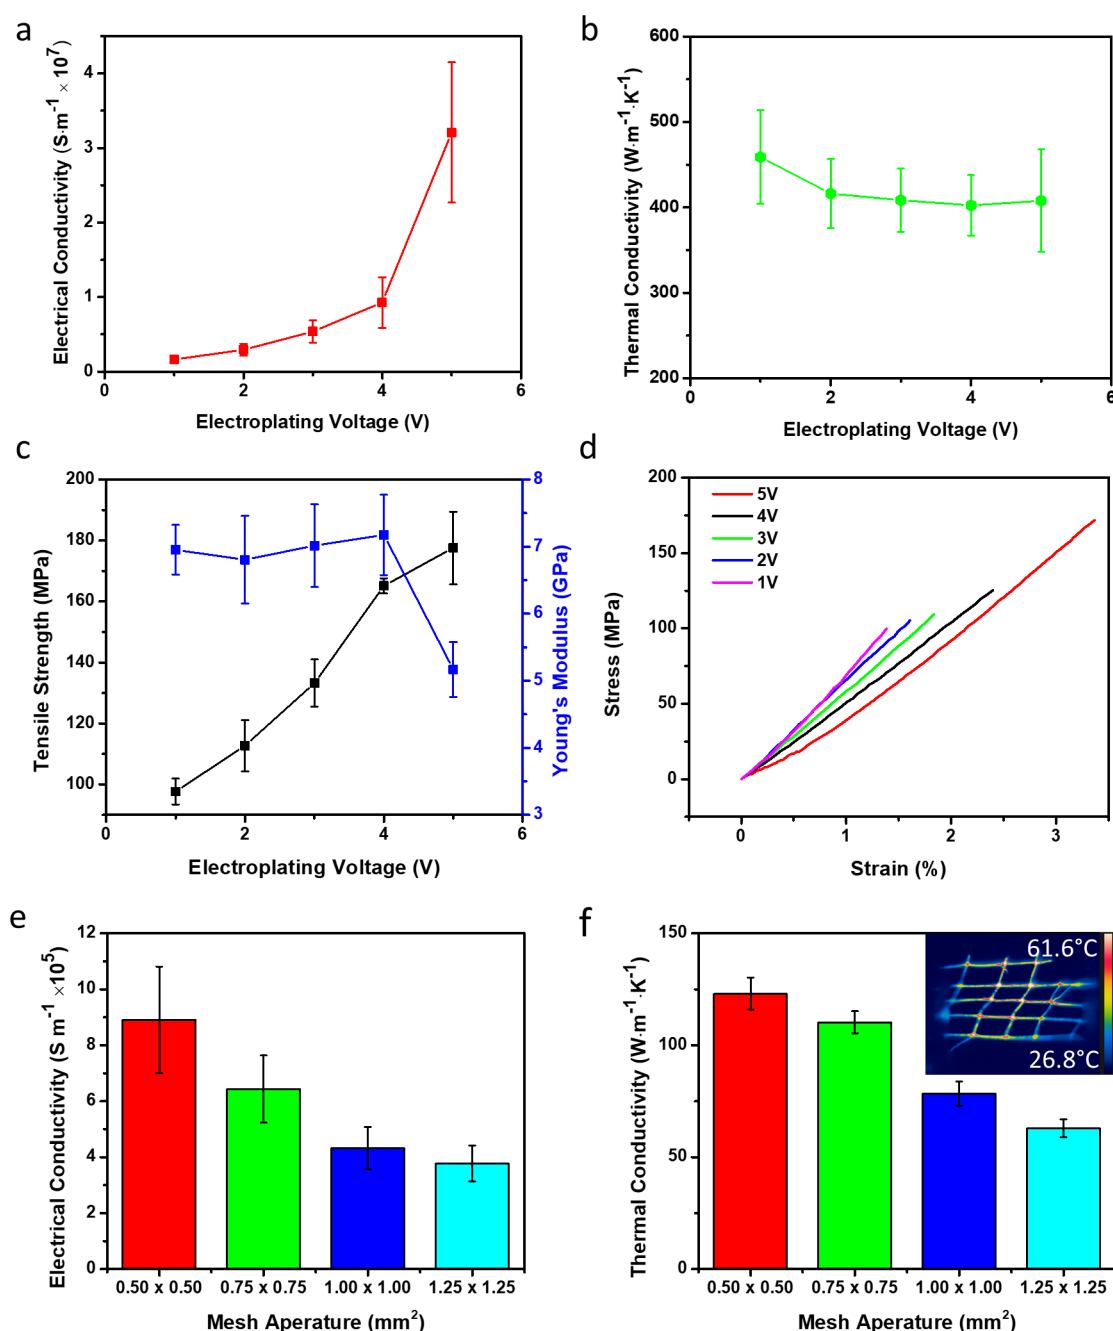 a
Electrical Conductivity (S·m⁻¹ × 10⁷)
4
3
2
1
0
0 2 4 6
Electroplating Voltage (V)
b
Thermal Conductivity (W·m⁻¹·K⁻¹)
600
500
400
300
200
0 2 4 6
Electroplating Voltage (V)
c
Tensile Strength (MPa)
200
180
160
140
120
100
8
7
6
5
4
3
Young's Modulus (GPa)
0 2 4 6
Electroplating Voltage (V)
d
Stress (MPa)
200
150
100
50
0
5V
4V
3V
2V
1V
0 1 2 3
Strain (%)
e
Electrical Conductivity (S m⁻¹ ×10⁵)
12
10
8
6
4
2
0
0.50 x 0.50 0.75 x 0.75 1.00 x 1.00 1.25 x 1.25
Mesh Aperature (mm²)
f
Thermal Conductivity (W·m⁻¹·K⁻¹)
150
100
50
0
61.6°C
26.8°C
0.50 x 0.50 0.75 x 0.75 1.00 x 1.00 1.25 x 1.25
Mesh Aperature (mm²)